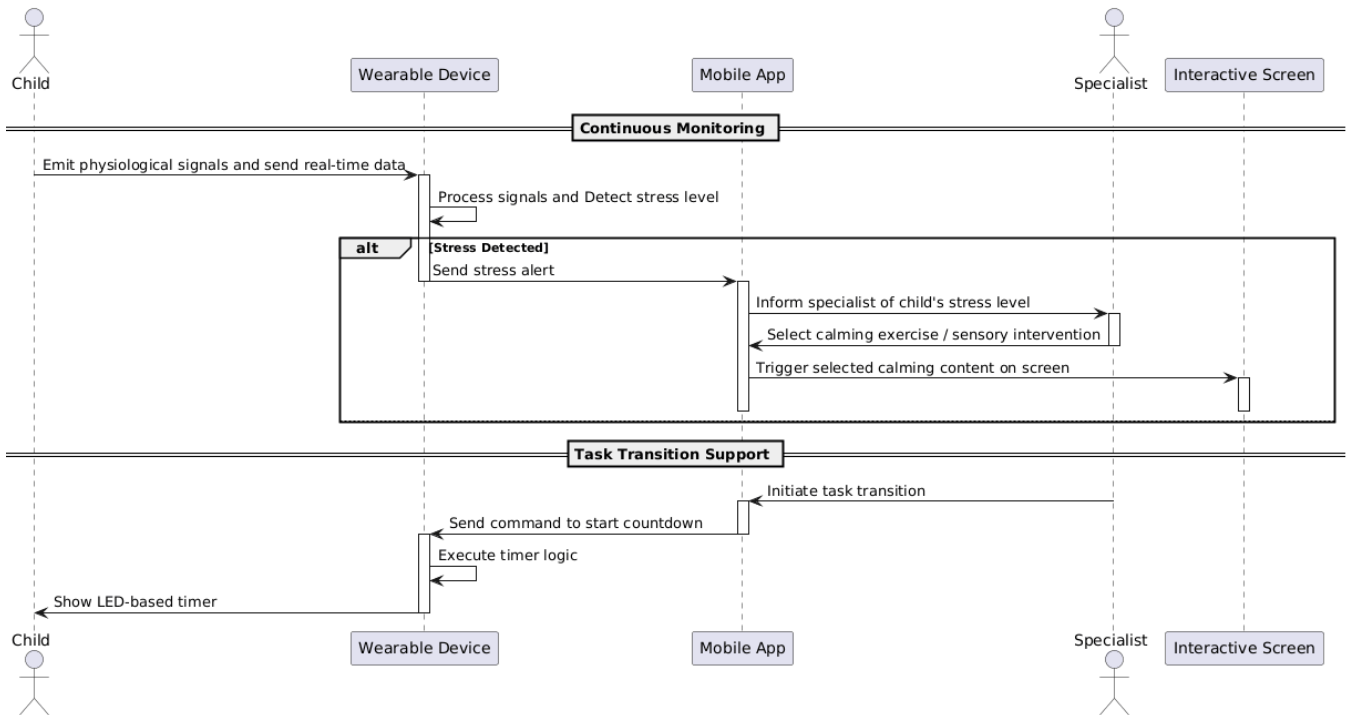 Child
Wearable Device
Mobile App
Specialist
Interactive Screen
Continuous Monitoring
Emit physiological signals and send real-time data
Process signals and Detect stress level
alt [Stress Detected]
Send stress alert
Inform specialist of child's stress level
Select calming exercise / sensory intervention
Trigger selected calming content on screen
Task Transition Support
Initiate task transition
Send command to start countdown
Execute timer logic
Show LED-based timer
Child
Wearable Device
Mobile App
Specialist
Interactive Screen